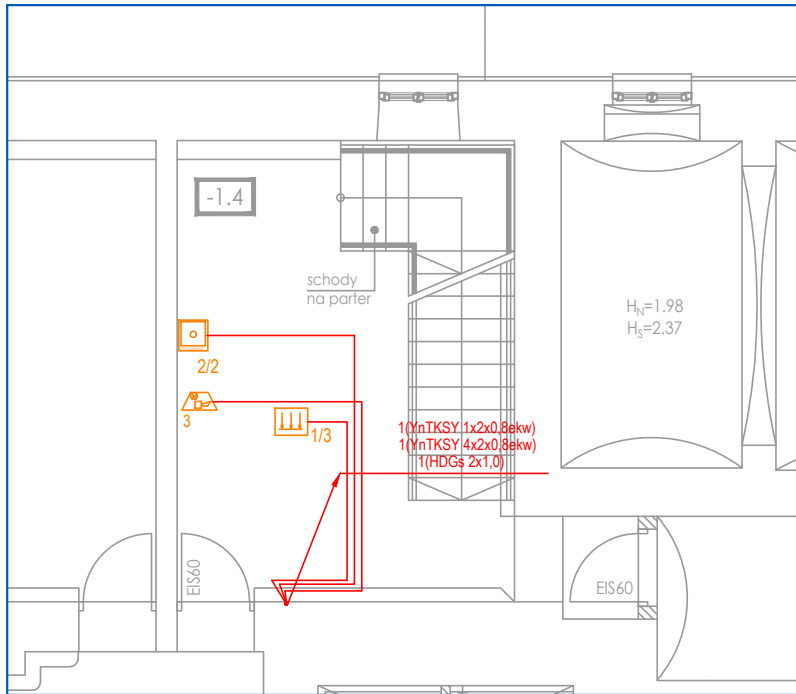 -1.4
schody
na parter
H_N=1.98
H_S=2.37
2/2
3
1/3
1(YnTKSY 1x2x0,8ekw)
1(YnTKSY 4x2x0,8ekw)
1(HDGs 2x1,0)
EIS60
EIS60